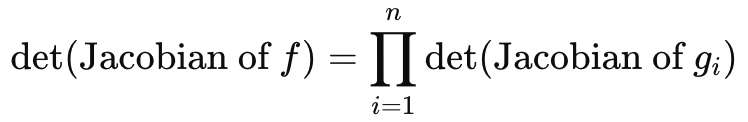 det(Jacobian of f) = ∏_{i=1}^{n} det(Jacobian of g_i)